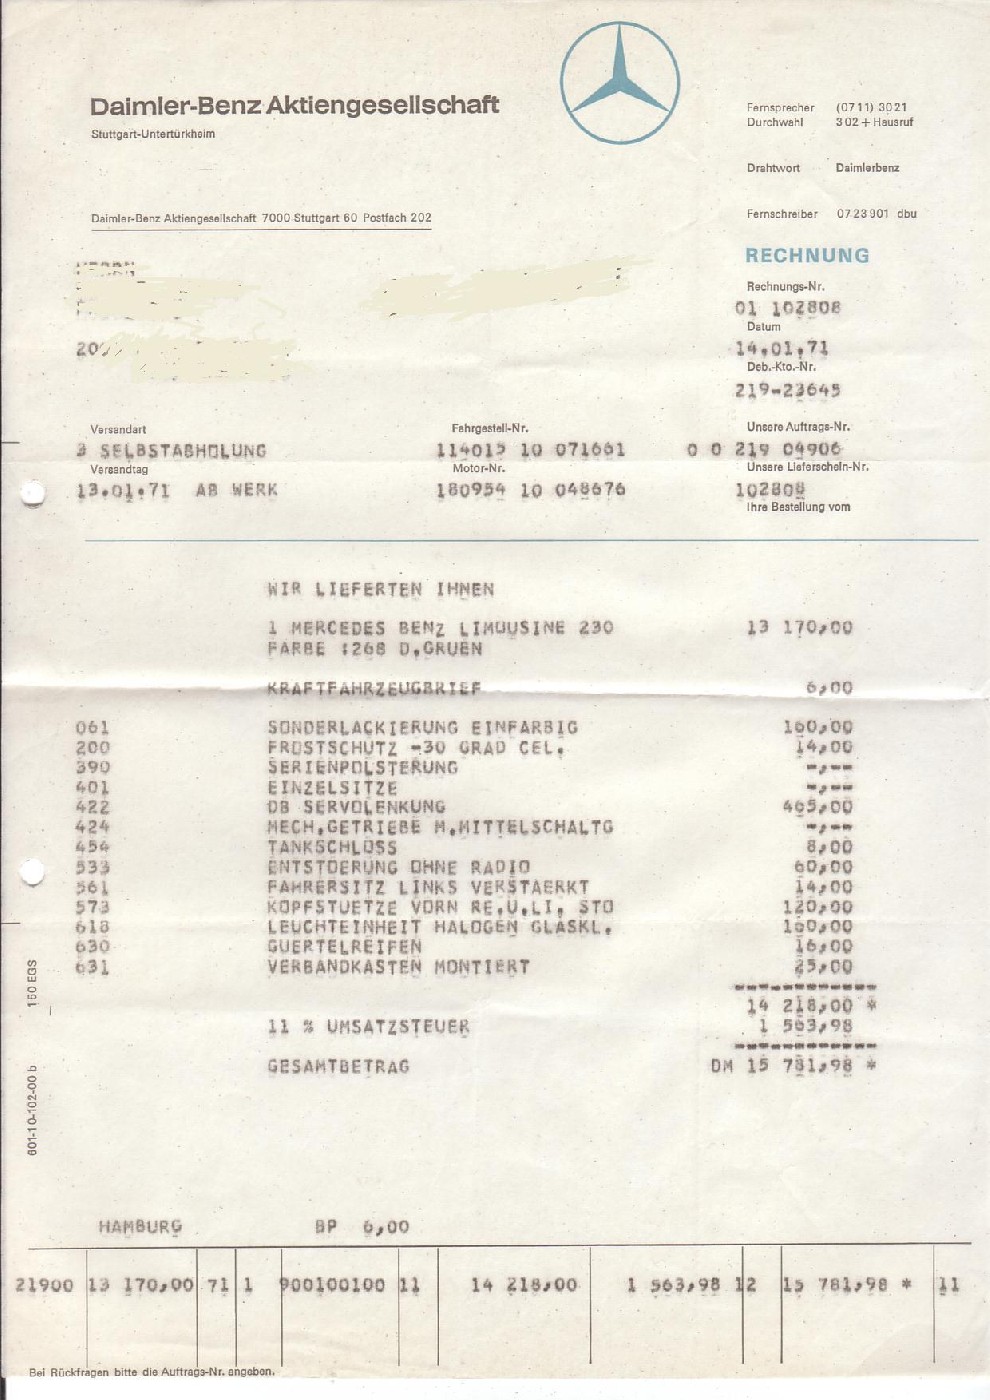 Daimler-Benz Aktiengesellschaft
Stuttgart-Untertürkheim
Fernsprecher (0711) 3021
Durchwahl 302 + Hausruf
Drahtwort Daimlerbenz
Daimler-Benz Aktiengesellschaft 7000 Stuttgart 60 Postfach 202
Fernschreiber 0723901 dbu
RECHNUNG
HERRN
Rechnungs-Nr.
01 102808
Datum
14.01.71
Deb.-Kto.-Nr.
219-23645
Versandart Fahrgestell-Nr. Unsere Auftrags-Nr.
3 SELBSTABHOLUNG 114015 10 071661 0 0 219 04906
Versandtag Motor-Nr. Unsere Lieferschein-Nr.
13.01.71 AB WERK 180954 10 048676 102808
Ihre Bestellung vom
WIR LIEFERTEN IHNEN
1 MERCEDES BENZ LIMOUSINE 230 13 170,00
FARBE :268 D.GRUEN
KRAFTFAHRZEUGBRIEF 6,00
061 SONDERLACKIERUNG EINFARBIG 160,00
200 FROSTSCHUTZ -30 GRAD CEL. 14,00
390 SERIENPOLSTERUNG -,--
401 EINZELSITZE -,--
422 DB SERVOLENKUNG 465,00
424 MECH.GETRIEBE M.MITTELSCHALTG -,--
454 TANKSCHLOSS 8,00
533 ENTSTOERUNG OHNE RADIO 60,00
561 FAHRERSITZ LINKS VERSTAERKT 14,00
573 KOPFSTUETZE VORN RE.U.LI. STO 120,00
618 LEUCHTEINHEIT HALOGEN GLASKL. 160,00
630 GUERTELREIFEN 16,00
631 VERBANDKASTEN MONTIERT 25,00
14 218,00 *
11 % UMSATZSTEUER 1 563,98
GESAMTBETRAG DM 15 781,98 *
150 EGS
601-10-102-00 b
HAMBURG BP 6,00
21900 13 170,00 71 1 900100100 11 14 218,00 1 563,98 12 15 781,98 * 11
Bei Rückfragen bitte die Auftrags-Nr. angeben.